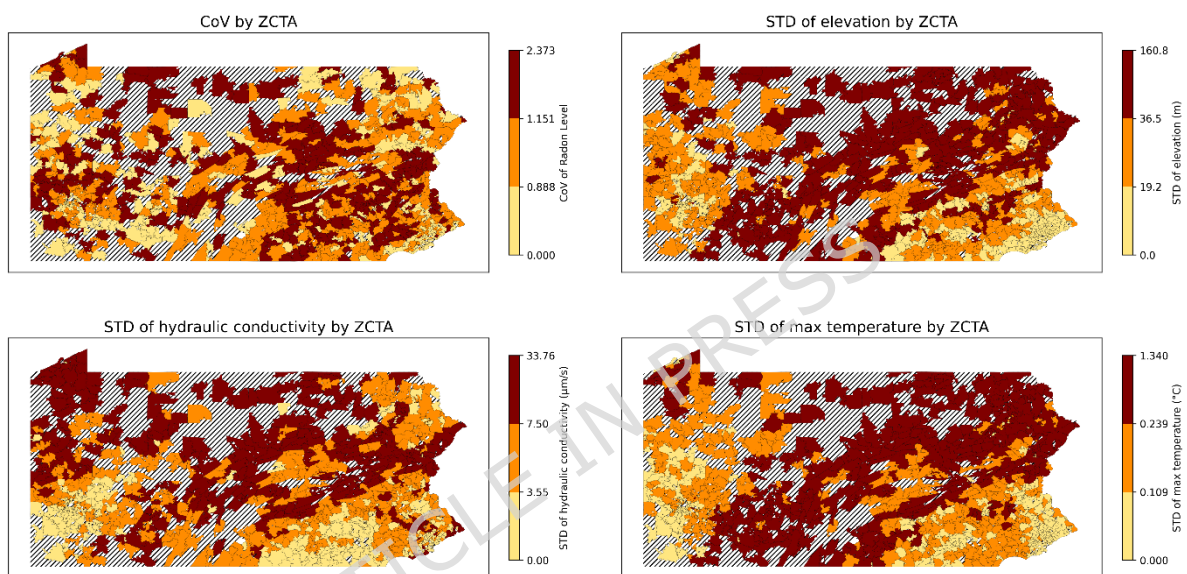 CoV by ZCTA
2.373
1.151
0.888
0.000
CoV of Radon Level
STD of elevation by ZCTA
160.8
36.5
19.2
0.0
STD of elevation (m)
STD of hydraulic conductivity by ZCTA
33.76
7.50
3.55
0.00
STD of hydraulic conductivity (μm/s)
STD of max temperature by ZCTA
1.340
0.239
0.109
0.000
STD of max temperature (°C)
ICLE IN PRESS